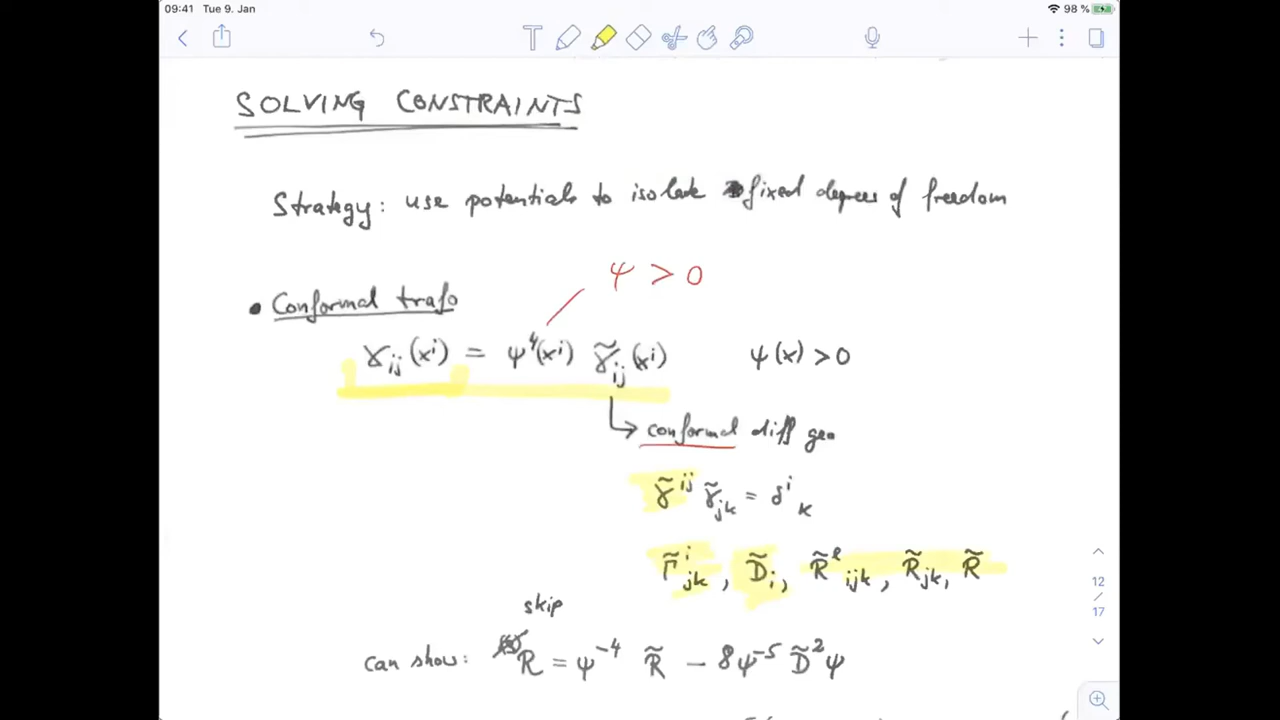 09:41 Tue 9. Jan 98 %
SOLVING CONSTRAINTS
Strategy: use potentials to isolate fixed degrees of freedom
ψ > 0
• Conformal trafo
γij(xⁱ) = ψ⁴(xⁱ) γ̃ij(xⁱ) ψ(x) > 0
↳ conformal diff geo
γ̃ⁱʲ γ̃jk = δⁱk
Γ̃ⁱjk, D̃i, R̃ˡijk, R̃jk, R̃
12
/
17
skip
can show: R = ψ⁻⁴ R̃ − 8ψ⁻⁵ D̃²ψ